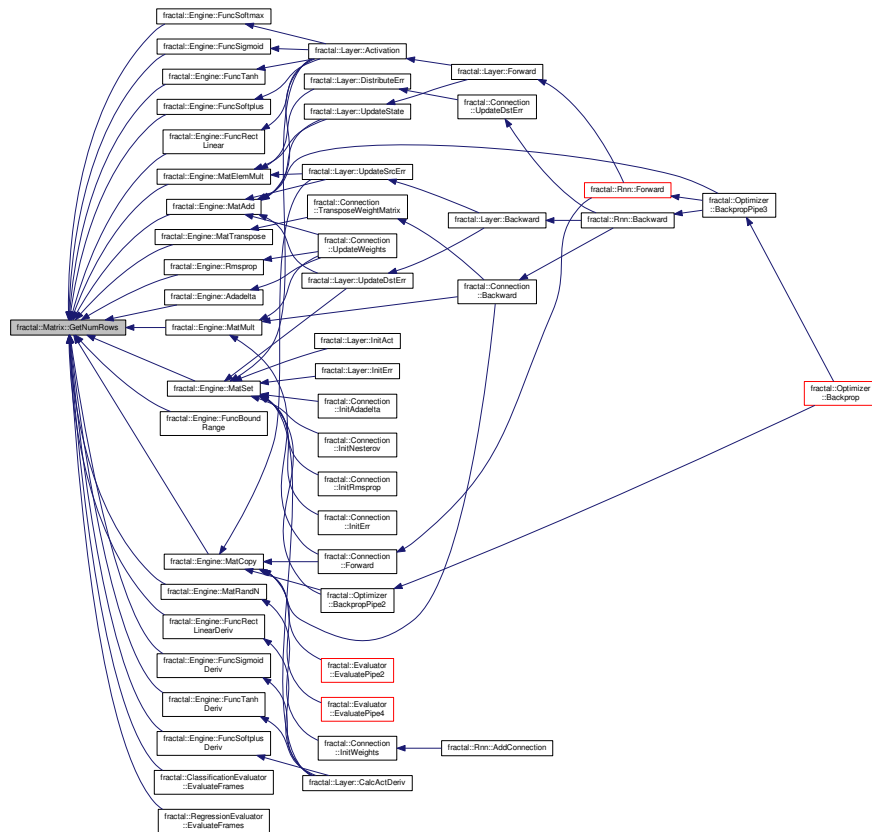 fractal::Engine::FuncSoftmax
fractal::Engine::FuncSigmoid
fractal::Layer::Activation
fractal::Engine::FuncTanh
fractal::Layer::Forward
fractal::Layer::DistributeErr
fractal::Engine::FuncSoftplus
fractal::Connection
::UpdateDstErr
fractal::Layer::UpdateState
fractal::Engine::FuncRect
Linear
fractal::Engine::MatElemMult
fractal::Layer::UpdateSrcErr
fractal::Rnn::Forward
fractal::Optimizer
::BackpropPipe3
fractal::Engine::MatAdd
fractal::Connection
::TransposeWeightMatrix
fractal::Layer::Backward
fractal::Rnn::Backward
fractal::Engine::MatTranspose
fractal::Connection
::UpdateWeights
fractal::Engine::Rmsprop
fractal::Layer::UpdateDstErr
fractal::Connection
::Backward
fractal::Engine::Adadelta
fractal::Matrix::GetNumRows
fractal::Engine::MatMult
fractal::Layer::InitAct
fractal::Layer::InitErr
fractal::Engine::MatSet
fractal::Optimizer
::Backprop
fractal::Connection
::InitAdadelta
fractal::Engine::FuncBound
Range
fractal::Connection
::InitNesterov
fractal::Connection
::InitRmsprop
fractal::Connection
::InitErr
fractal::Engine::MatCopy
fractal::Connection
::Forward
fractal::Engine::MatRandN
fractal::Optimizer
::BackpropPipe2
fractal::Engine::FuncRect
LinearDeriv
fractal::Engine::FuncSigmoid
Deriv
fractal::Evaluator
::EvaluatePipe2
fractal::Engine::FuncTanh
Deriv
fractal::Evaluator
::EvaluatePipe4
fractal::Engine::FuncSoftplus
Deriv
fractal::Connection
::InitWeights
fractal::Rnn::AddConnection
fractal::ClassificationEvaluator
::EvaluateFrames
fractal::Layer::CalcActDeriv
fractal::RegressionEvaluator
::EvaluateFrames